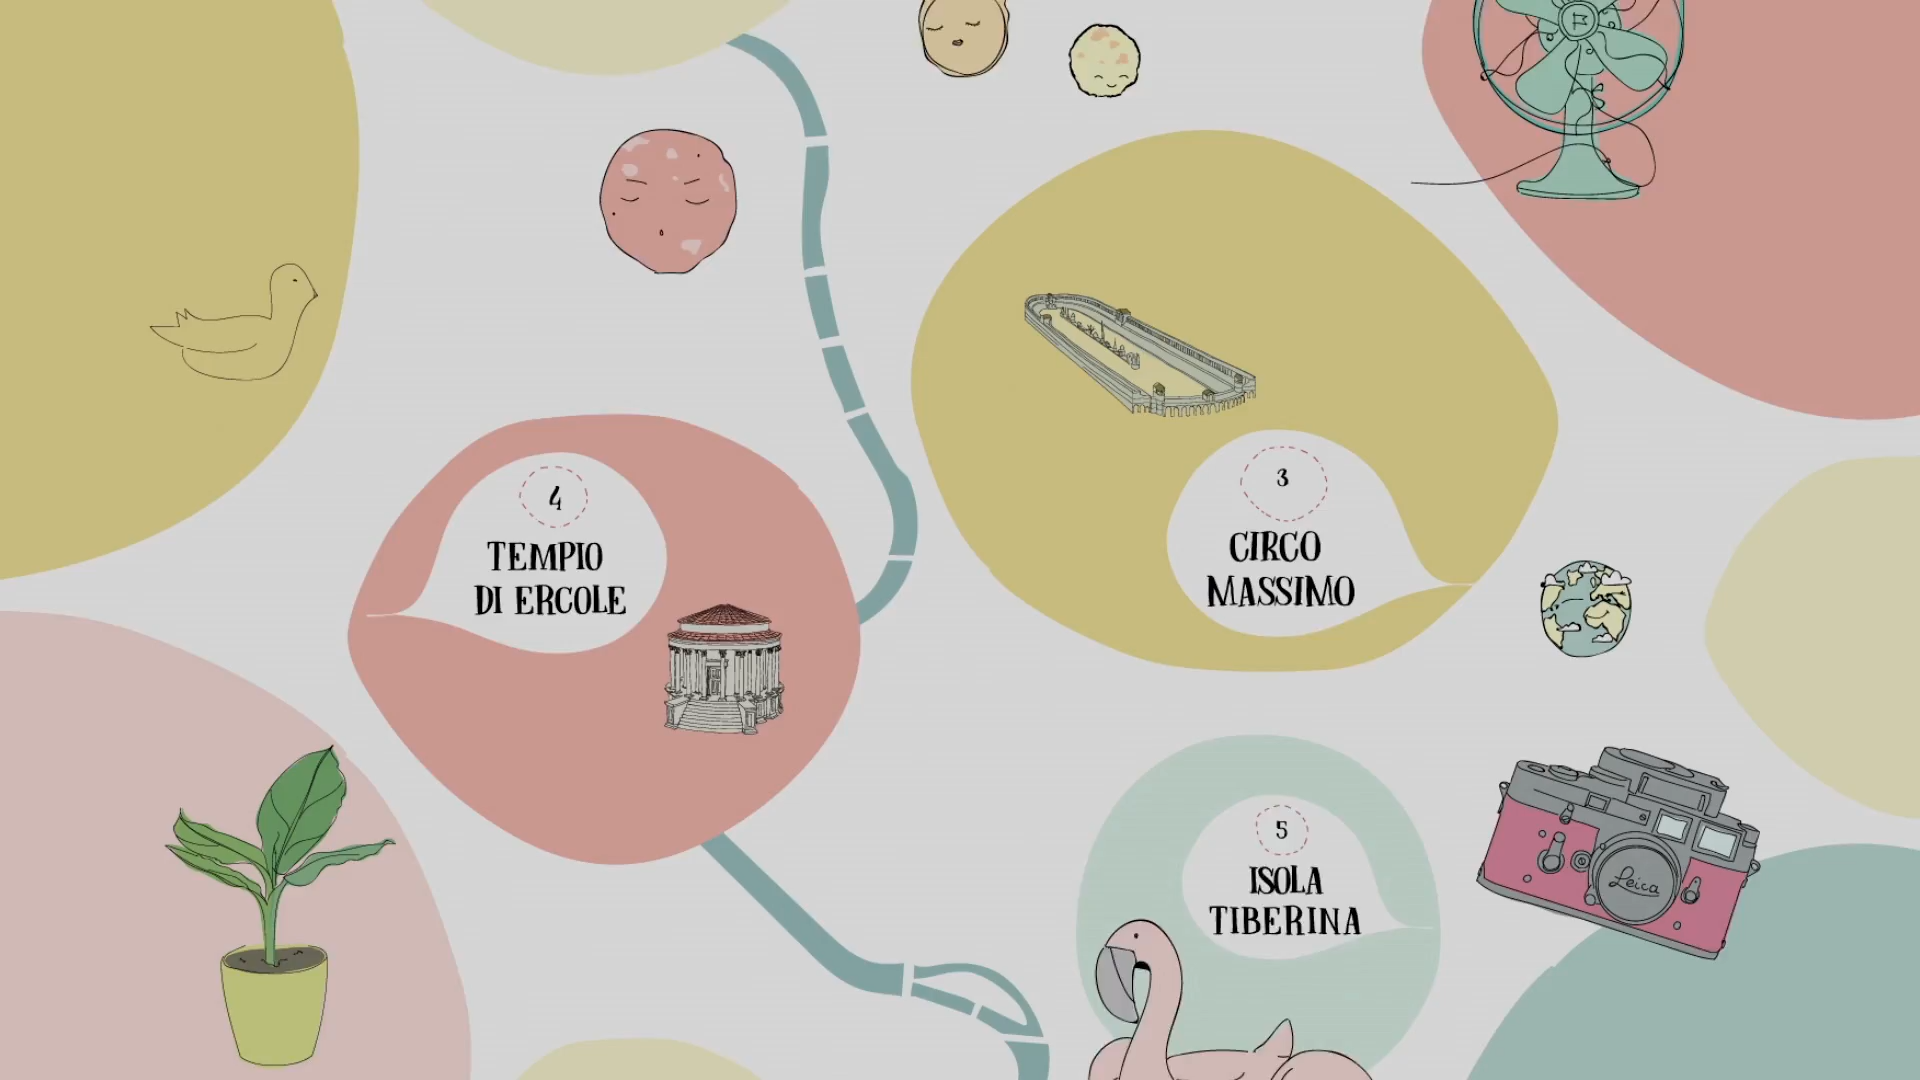 4
TEMPIO
DI ERCOLE
3
CIRCO
MASSIMO
5
ISOLA
TIBERINA
Leica